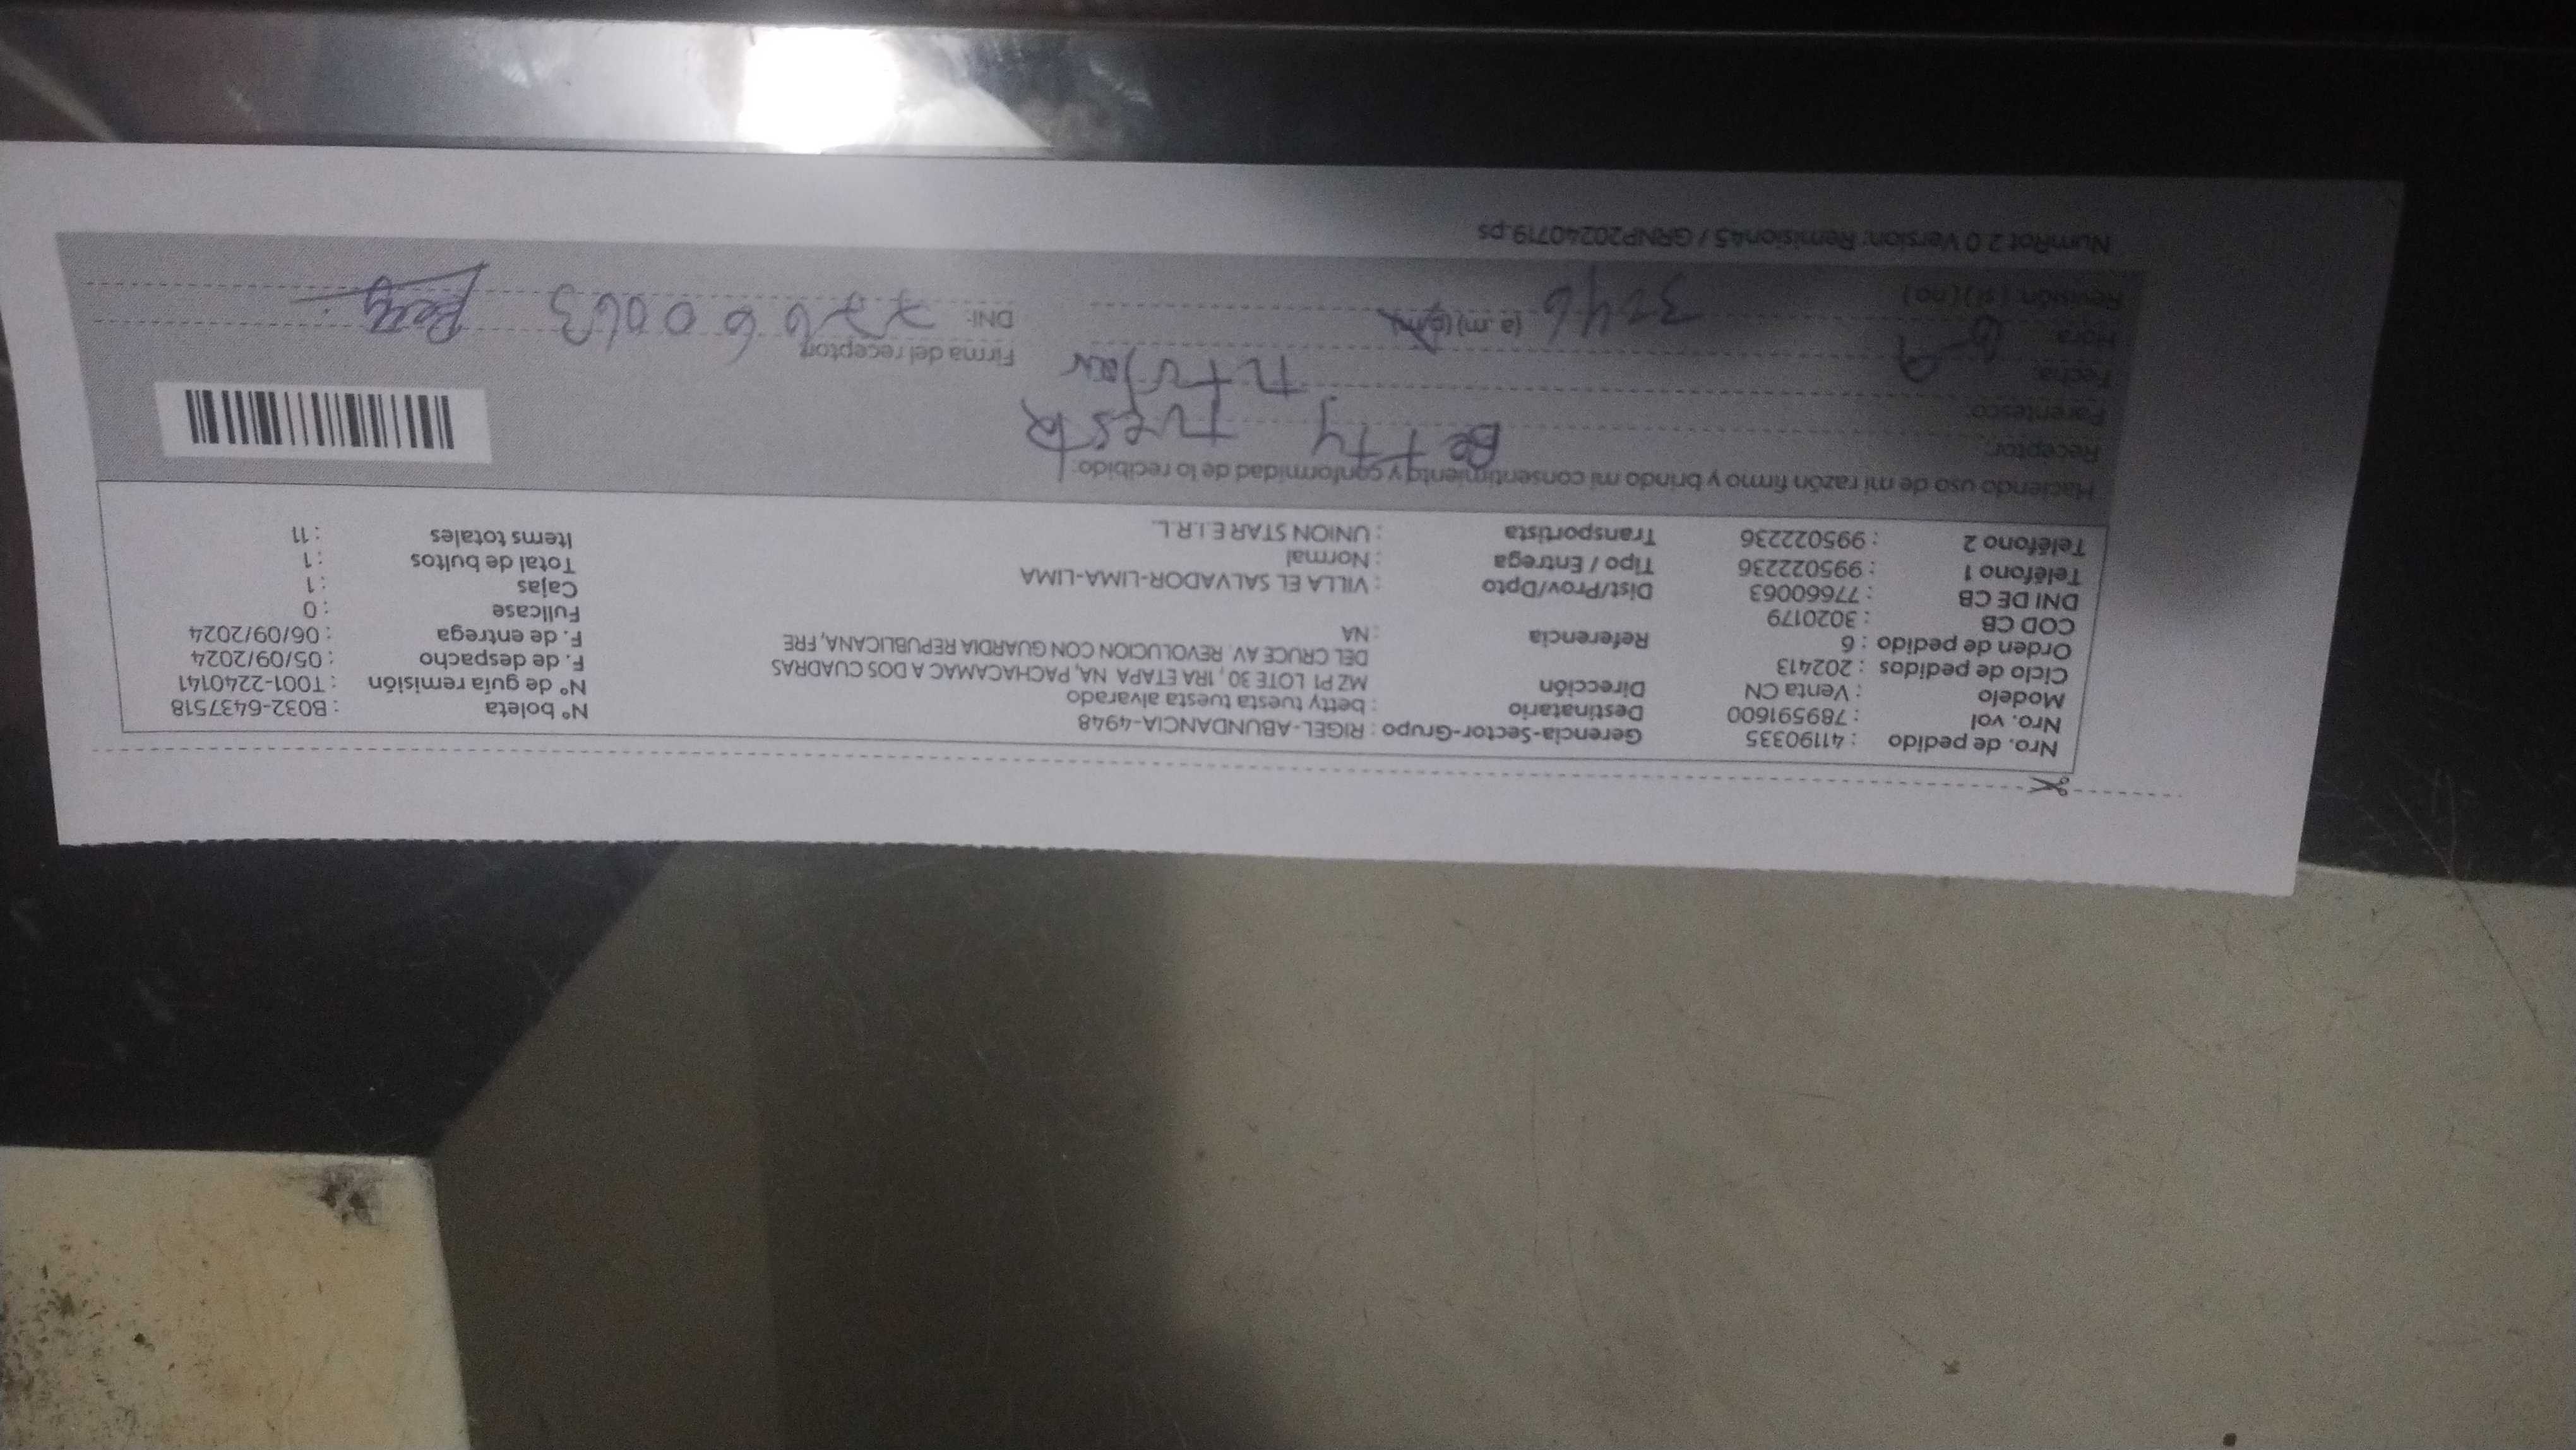 Nro. de pedido : 41190335 Gerencia-Sector-Grupo : RIGEL-ABUNDANCIA-4948 N° boleta : B032-6437518
Nro. vol : 789591600 Destinatario : betty tuesta tuesta alvarado N° de guía remisión : T001-2240141
Modelo : Venta CN Dirección MZ P1 LOTE 30, 1RA ETAPA NA, PACHACAMAC A DOS CUADRAS F. de despacho : 05/09/2024
Ciclo de pedidos : 202413 DEL CRUCE AV. REVOLUCION CON GUARDIA REPUBLICANA, FRE F. de entrega : 06/09/2024
Orden de pedido : 6 Referencia : NA Fullcase : 0
COD CB : 3020179 Dist/Prov/Dpto : VILLA EL SALVADOR-LIMA-LIMA Cajas : 1
DNI DE CB : 77660063 Tipo / Entrega : Normal Total de bultos : 1
Teléfono 1 : 995022236 Transportista : UNION STAR E.I.R.L. Items totales : 11
Teléfono 2 : 995022236
Haciendo uso de mi razón firmo y brindo mi consentimiento y conformidad de lo recibido:
Receptor: Betty
Parentesco:
Fecha: 6-9 Firma del receptor:
Hora: (a.m)(p.m) DNI: 77660063
Revisión (si)(no)
NumRot 2.0 Version: Remision45 / GRNP20240719.ps